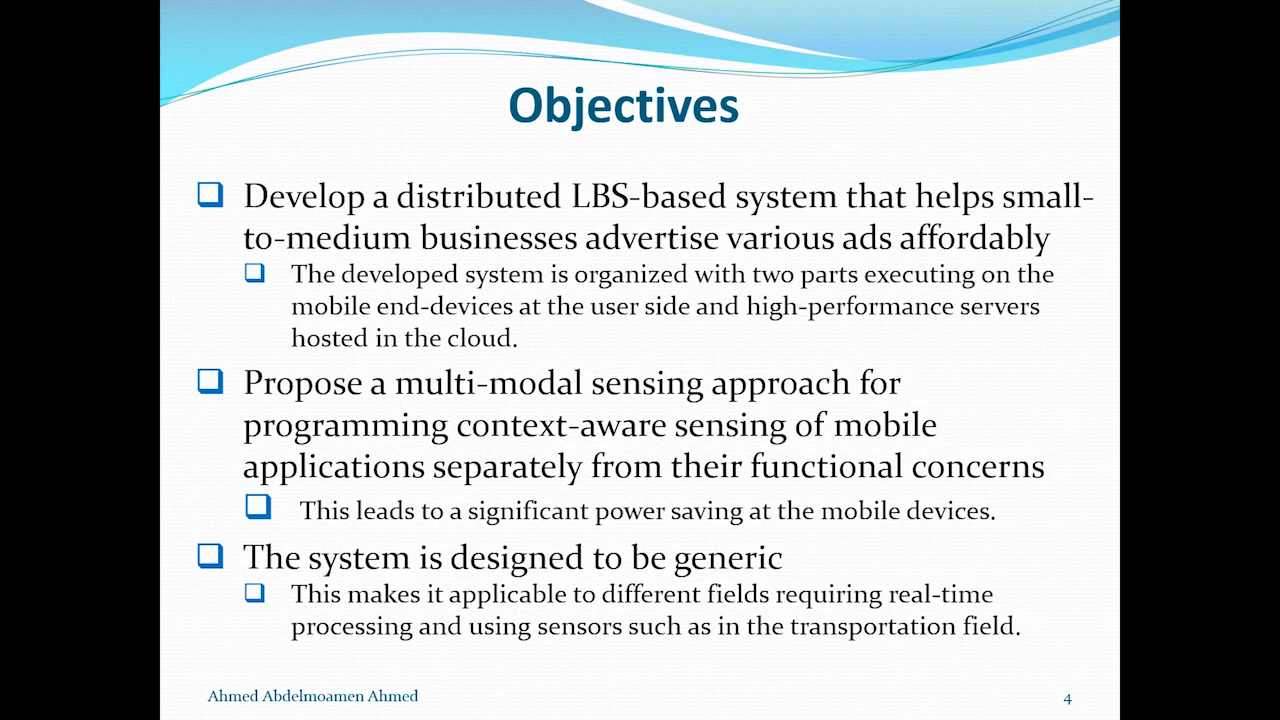 Objectives
Develop a distributed LBS-based system that helps small-
to-medium businesses advertise various ads affordably
The developed system is organized with two parts executing on the
mobile end-devices at the user side and high-performance servers
hosted in the cloud.
Propose a multi-modal sensing approach for
programming context-aware sensing of mobile
applications separately from their functional concerns
This leads to a significant power saving at the mobile devices.
The system is designed to be generic
This makes it applicable to different fields requiring real-time
processing and using sensors such as in the transportation field.
Ahmed Abdelmoamen Ahmed
4